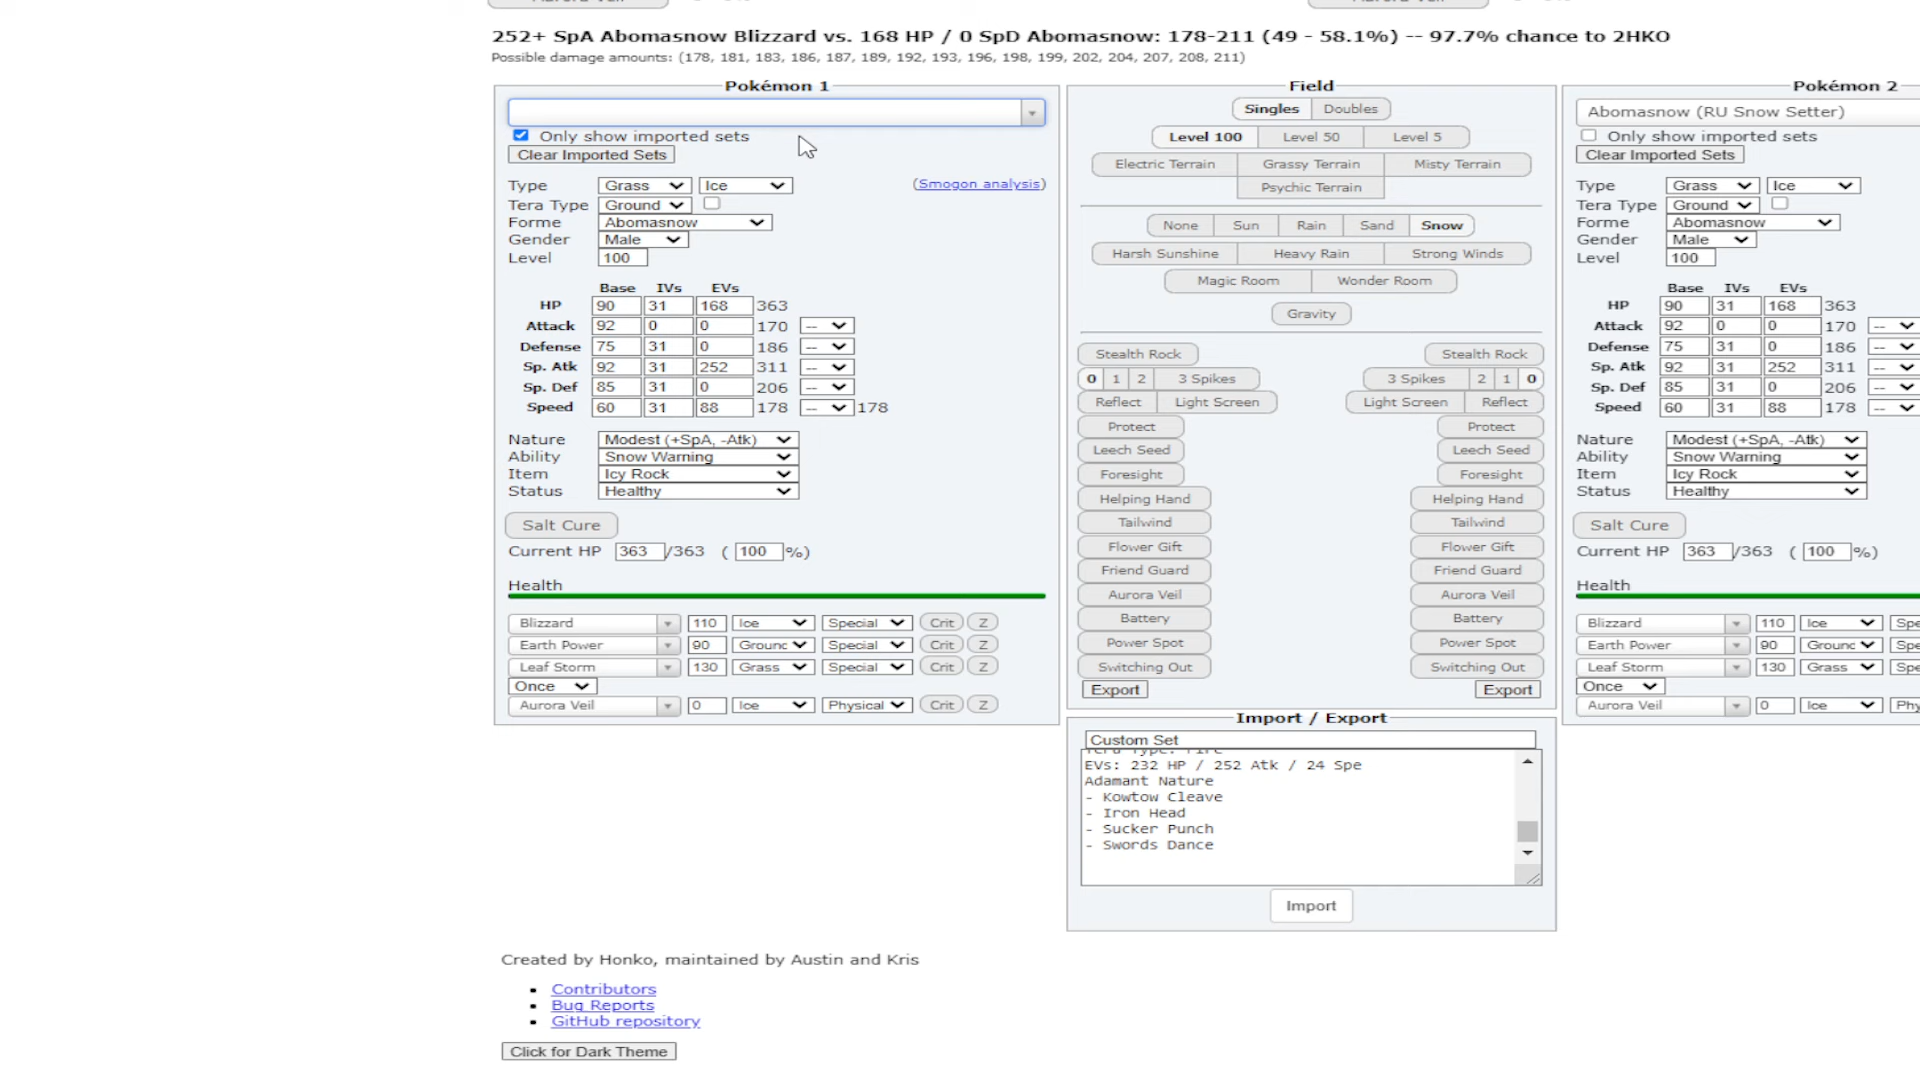 252+ SpA Abomasnow Blizzard vs. 168 HP / 0 SpD Abomasnow: 178-211 (49 - 58.1%) -- 97.7% chance to 2HKO
Possible damage amounts: (178, 181, 183, 186, 187, 189, 192, 193, 196, 198, 199, 202, 204, 207, 208, 211)
Pokémon 1
Only show imported sets
Clear Imported Sets
Type Grass Ice (Smogon analysis)
Tera Type Ground
Forme Abomasnow
Gender Male
Level 100
Base IVs EVs
HP 90 31 168 363
Attack 92 0 0 170 --
Defense 75 31 0 186 --
Sp. Atk 92 31 252 311 --
Sp. Def 85 31 0 206 --
Speed 60 31 88 178 -- 178
Nature Modest (+SpA, -Atk)
Ability Snow Warning
Item Icy Rock
Status Healthy
Salt Cure
Current HP 363 /363 ( 100 %)
Health
Blizzard 110 Ice Special Crit Z
Earth Power 90 Grounc Special Crit Z
Leaf Storm 130 Grass Special Crit Z
Once
Aurora Veil 0 Ice Physical Crit Z
Field
Singles Doubles
Level 100 Level 50 Level 5
Electric Terrain Grassy Terrain Misty Terrain
Psychic Terrain
None Sun Rain Sand Snow
Harsh Sunshine Heavy Rain Strong Winds
Magic Room Wonder Room
Gravity
Stealth Rock Stealth Rock
0 1 2 3 Spikes 3 Spikes 2 1 0
Reflect Light Screen Light Screen Reflect
Protect Protect
Leech Seed Leech Seed
Foresight Foresight
Helping Hand Helping Hand
Tailwind Tailwind
Flower Gift Flower Gift
Friend Guard Friend Guard
Aurora Veil Aurora Veil
Battery Battery
Power Spot Power Spot
Switching Out Switching Out
Export Export
Import / Export
Custom Set
EVs: 232 HP / 252 Atk / 24 Spe
Adamant Nature
- Kowtow Cleave
- Iron Head
- Sucker Punch
- Swords Dance
Import
Pokémon 2
Abomasnow (RU Snow Setter)
Only show imported sets
Clear Imported Sets
Type Grass Ice
Tera Type Ground
Forme Abomasnow
Gender Male
Level 100
Base IVs EVs
HP 90 31 168 363
Attack 92 0 0 170 --
Defense 75 31 0 186 --
Sp. Atk 92 31 252 311 --
Sp. Def 85 31 0 206 --
Speed 60 31 88 178 --
Nature Modest (+SpA, -Atk)
Ability Snow Warning
Item Icy Rock
Status Healthy
Salt Cure
Current HP 363 /363 ( 100 %)
Health
Blizzard 110 Ice Spe
Earth Power 90 Grounc Spe
Leaf Storm 130 Grass Spe
Once
Aurora Veil 0 Ice Phy
Created by Honko, maintained by Austin and Kris
Contributors
Bug Reports
GitHub repository
Click for Dark Theme